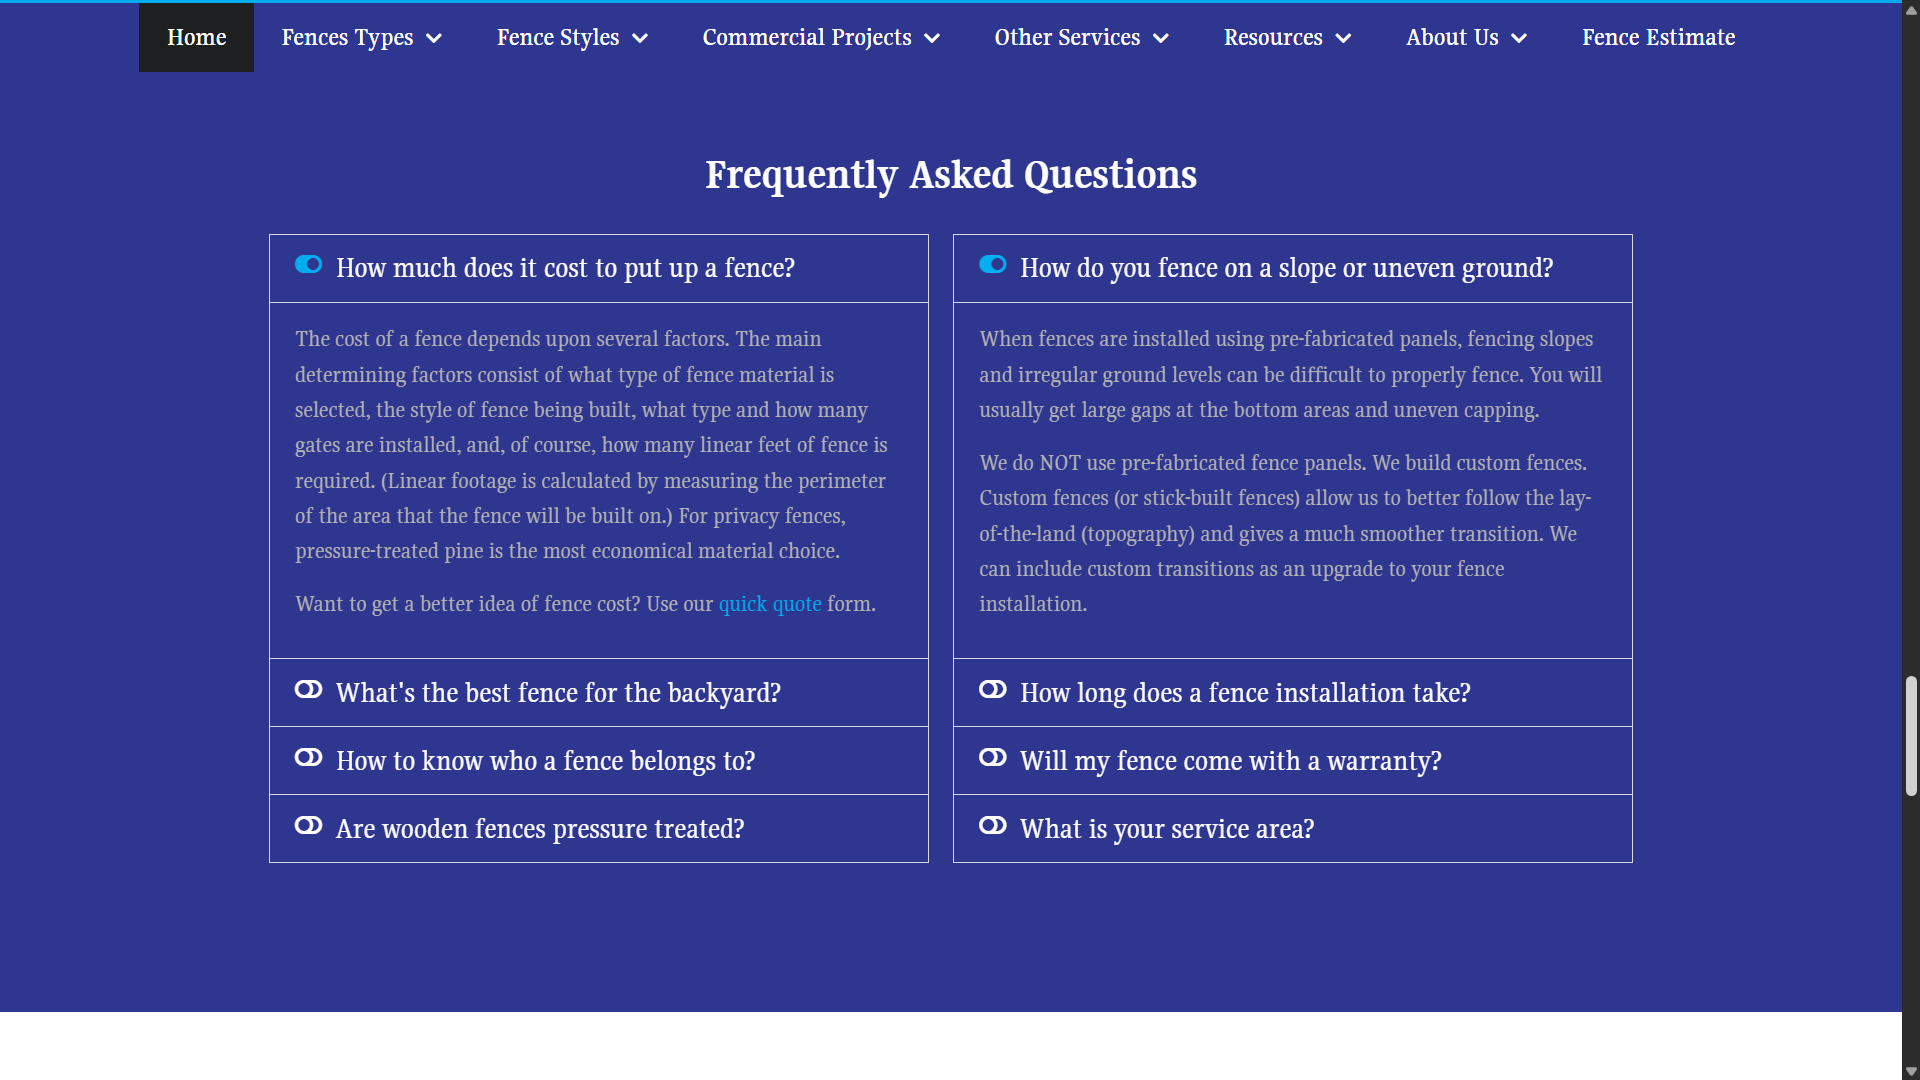 Home Fences Types Fence Styles Commercial Projects Other Services Resources About Us Fence Estimate
Frequently Asked Questions
How much does it cost to put up a fence?
The cost of a fence depends upon several factors. The main
determining factors consist of what type of fence material is
selected, the style of fence being built, what type and how many
gates are installed, and, of course, how many linear feet of fence is
required. (Linear footage is calculated by measuring the perimeter
of the area that the fence will be built on.) For privacy fences,
pressure-treated pine is the most economical material choice.
Want to get a better idea of fence cost? Use our quick quote form.
What's the best fence for the backyard?
How to know who a fence belongs to?
Are wooden fences pressure treated?
How do you fence on a slope or uneven ground?
When fences are installed using pre-fabricated panels, fencing slopes
and irregular ground levels can be difficult to properly fence. You will
usually get large gaps at the bottom areas and uneven capping.
We do NOT use pre-fabricated fence panels. We build custom fences.
Custom fences (or stick-built fences) allow us to better follow the lay-
of-the-land (topography) and gives a much smoother transition. We
can include custom transitions as an upgrade to your fence
installation.
How long does a fence installation take?
Will my fence come with a warranty?
What is your service area?